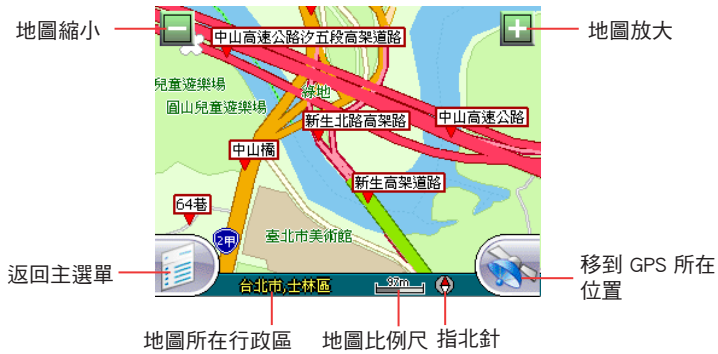 地圖縮小
地圖放大
中山高速公路汐五段高架道路
兒童遊樂場
綠地
圓山兒童遊樂場
新生北路高架路
中山高速公路
中山橋
新生高架道路
64巷
2甲
臺北市美術館
返回主選單
移到 GPS 所在
位置
台北市,士林區
97m
地圖所在行政區
地圖比例尺
指北針